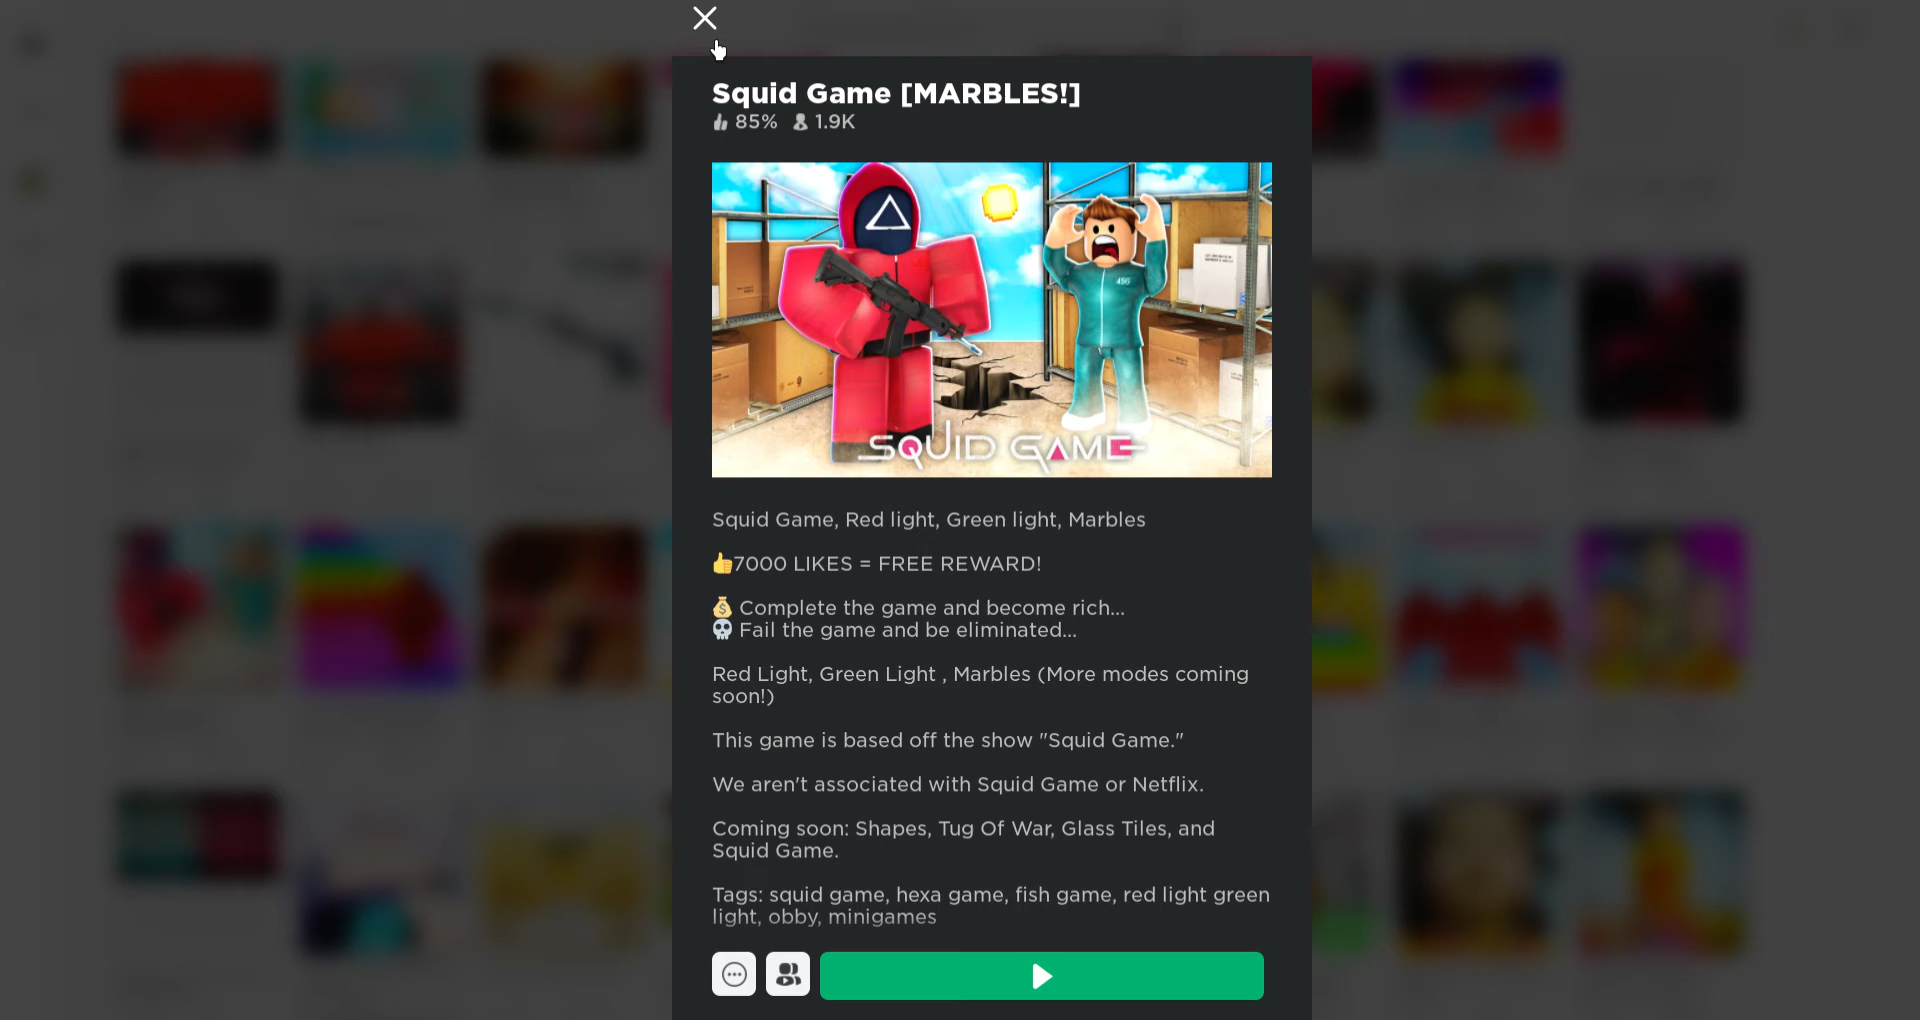 Squid Game [MARBLES!]
85% 1.9K
456
SQUID GAME
Squid Game, Red light, Green light, Marbles
👍7000 LIKES = FREE REWARD!
💰 Complete the game and become rich...
💀 Fail the game and be eliminated...
Red Light, Green Light , Marbles (More modes coming
soon!)
This game is based off the show "Squid Game."
We aren't associated with Squid Game or Netflix.
Coming soon: Shapes, Tug Of War, Glass Tiles, and
Squid Game.
Tags: squid game, hexa game, fish game, red light green
light, obby, minigames